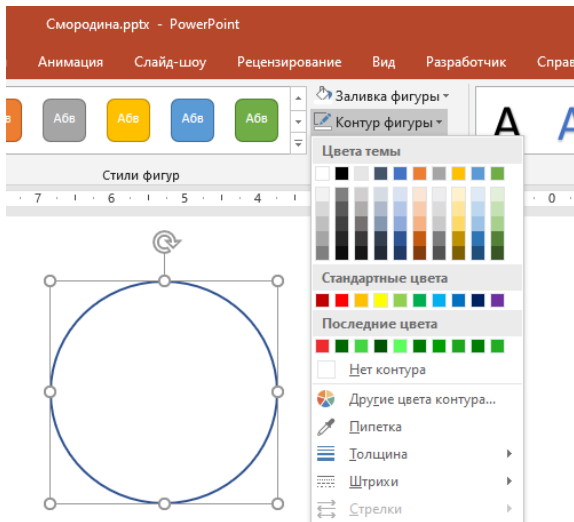 Смородина.pptx - PowerPoint
Анимация Слайд-шоу Рецензирование Вид Разработчик Справ
Абв Абв Абв Абв
Заливка фигуры
Контур фигуры
A A
Цвета темы
Стили фигур
7 6 5 4 0
Стандартные цвета
Последние цвета
Нет контура
Другие цвета контура...
Пипетка
Толщина
Штрихи
Стрелки